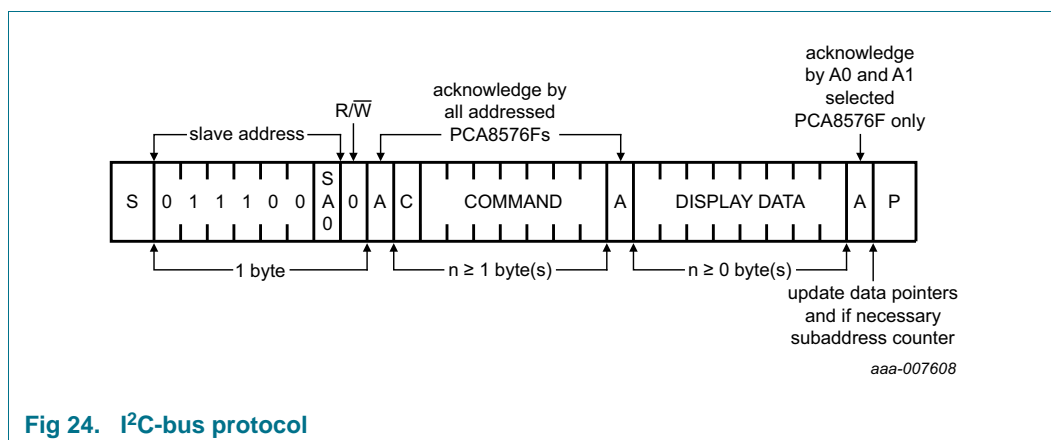 acknowledge
by A0 and A1
selected
PCA8576F only
acknowledge by
all addressed
PCA8576Fs
R/W̅
slave address
S 0 1 1 1 0 0 SA0 0 A C COMMAND A DISPLAY DATA A P
1 byte
n ≥ 1 byte(s)
n ≥ 0 byte(s)
update data pointers
and if necessary
subaddress counter
aaa-007608
Fig 24. I²C-bus protocol